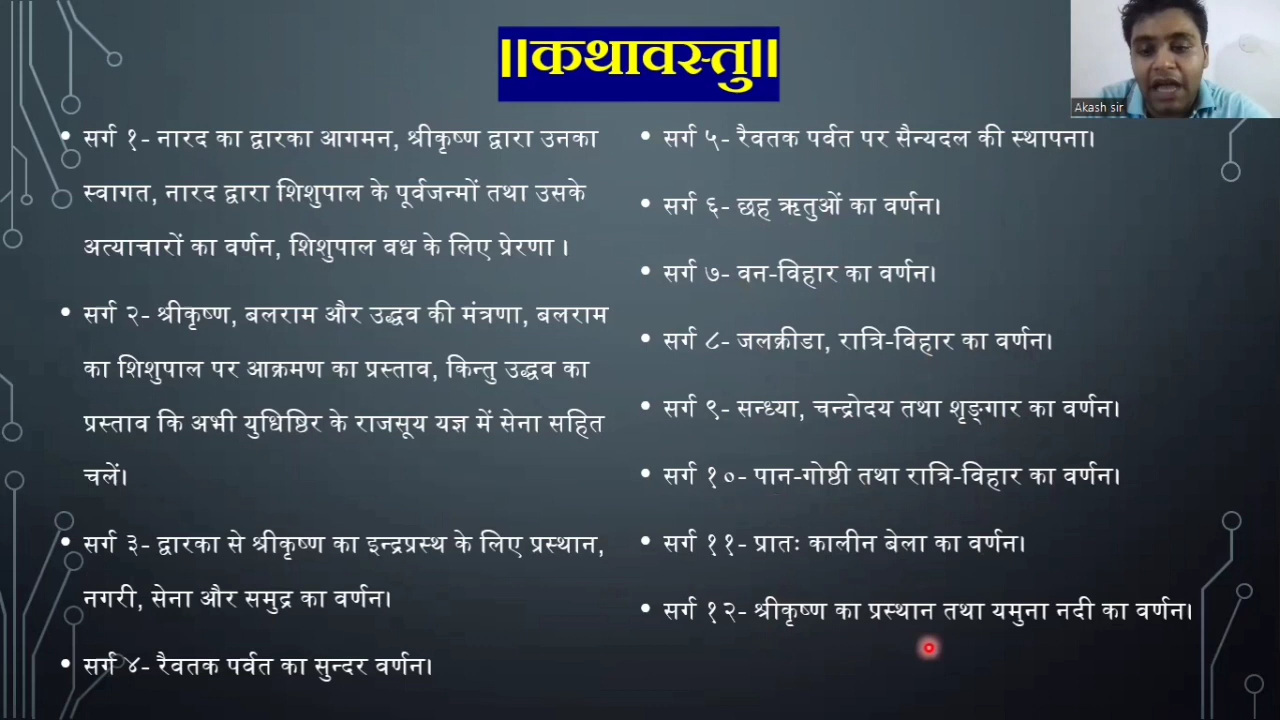 ||कथावस्तु||
Akash sir
सर्ग १- नारद का द्वारका आगमन, श्रीकृष्ण द्वारा उनका
स्वागत, नारद द्वारा शिशुपाल के पूर्वजन्मों तथा उसके
अत्याचारों का वर्णन, शिशुपाल वध के लिए प्रेरणा ।
सर्ग २- श्रीकृष्ण, बलराम और उद्धव की मंत्रणा, बलराम
का शिशुपाल पर आक्रमण का प्रस्ताव, किन्तु उद्धव का
प्रस्ताव कि अभी युधिष्ठिर के राजसूय यज्ञ में सेना सहित
चलें।
सर्ग ३- द्वारका से श्रीकृष्ण का इन्द्रप्रस्थ के लिए प्रस्थान,
नगरी, सेना और समुद्र का वर्णन।
सर्ग ४- रैवतक पर्वत का सुन्दर वर्णन।
सर्ग ५- रैवतक पर्वत पर सैन्यदल की स्थापना।
सर्ग ६- छह ऋतुओं का वर्णन।
सर्ग ७- वन-विहार का वर्णन।
सर्ग ८- जलक्रीडा, रात्रि-विहार का वर्णन।
सर्ग ९- सन्ध्या, चन्द्रोदय तथा शृङ्गार का वर्णन।
सर्ग १०- पान-गोष्ठी तथा रात्रि-विहार का वर्णन।
सर्ग ११- प्रातः कालीन बेला का वर्णन।
सर्ग १२- श्रीकृष्ण का प्रस्थान तथा यमुना नदी का वर्णन।